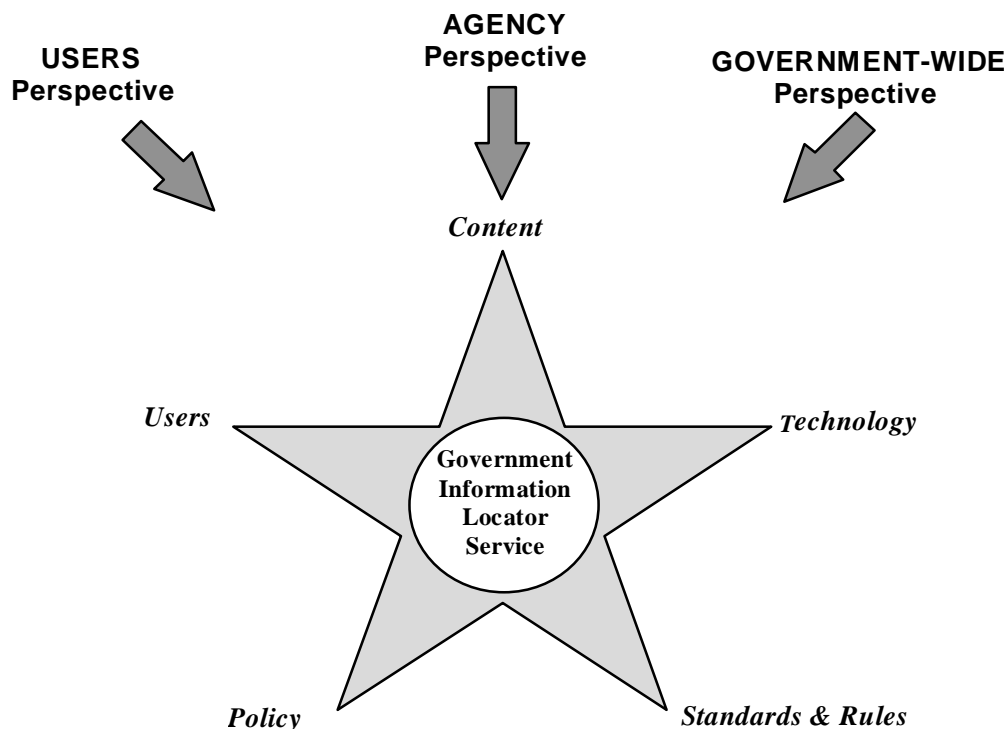 USERS
Perspective
AGENCY
Perspective
GOVERNMENT-WIDE
Perspective
Content
Users
Technology
Government
Information
Locator
Service
Policy
Standards & Rules